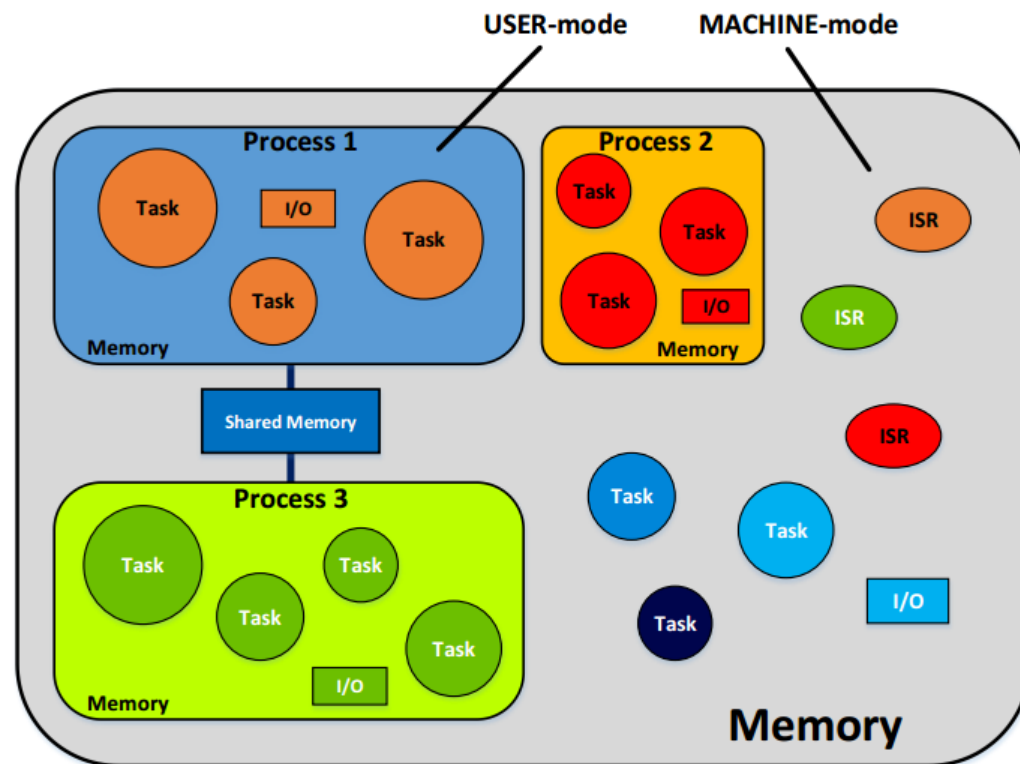 USER-mode
MACHINE-mode
Process 1
Task
I/O
Task
Task
Memory
Process 2
Task
Task
Task
I/O
Memory
ISR
ISR
ISR
Shared Memory
Process 3
Task
Task
Task
Task
I/O
Memory
Task
Task
I/O
Task
Memory